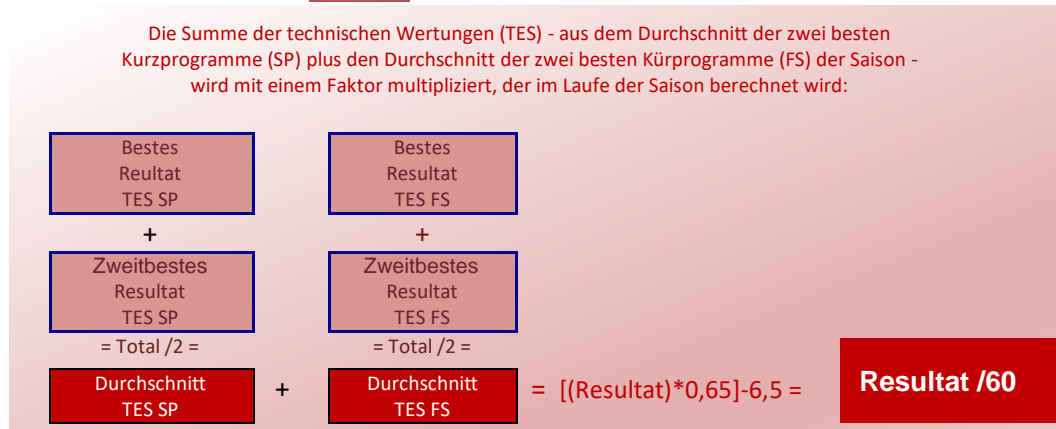 Die Summe der technischen Wertungen (TES) - aus dem Durchschnitt der zwei besten
Kurzprogramme (SP) plus den Durchschnitt der zwei besten Kürprogramme (FS) der Saison -
wird mit einem Faktor multipliziert, der im Laufe der Saison berechnet wird:
Bestes
Reultat
TES SP
+
Zweitbestes
Resultat
TES SP
= Total /2 =
Durchschnitt
TES SP
+
Bestes
Resultat
TES FS
+
Zweitbestes
Resultat
TES FS
= Total /2 =
Durchschnitt
TES FS
= [(Resultat)*0,65]-6,5 =
Resultat /60